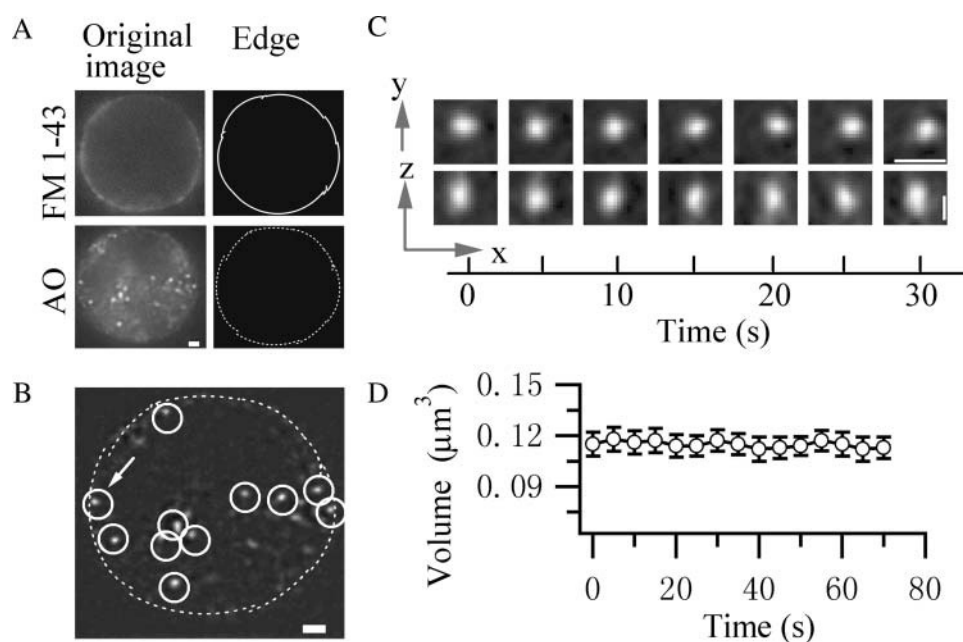 A
Original
image
Edge
FM 1-43
AO
B
C
y
z
x
0
10
20
30
Time (s)
D
Volume (μm³)
0.15
0.12
0.09
0
20
40
60
80
Time (s)